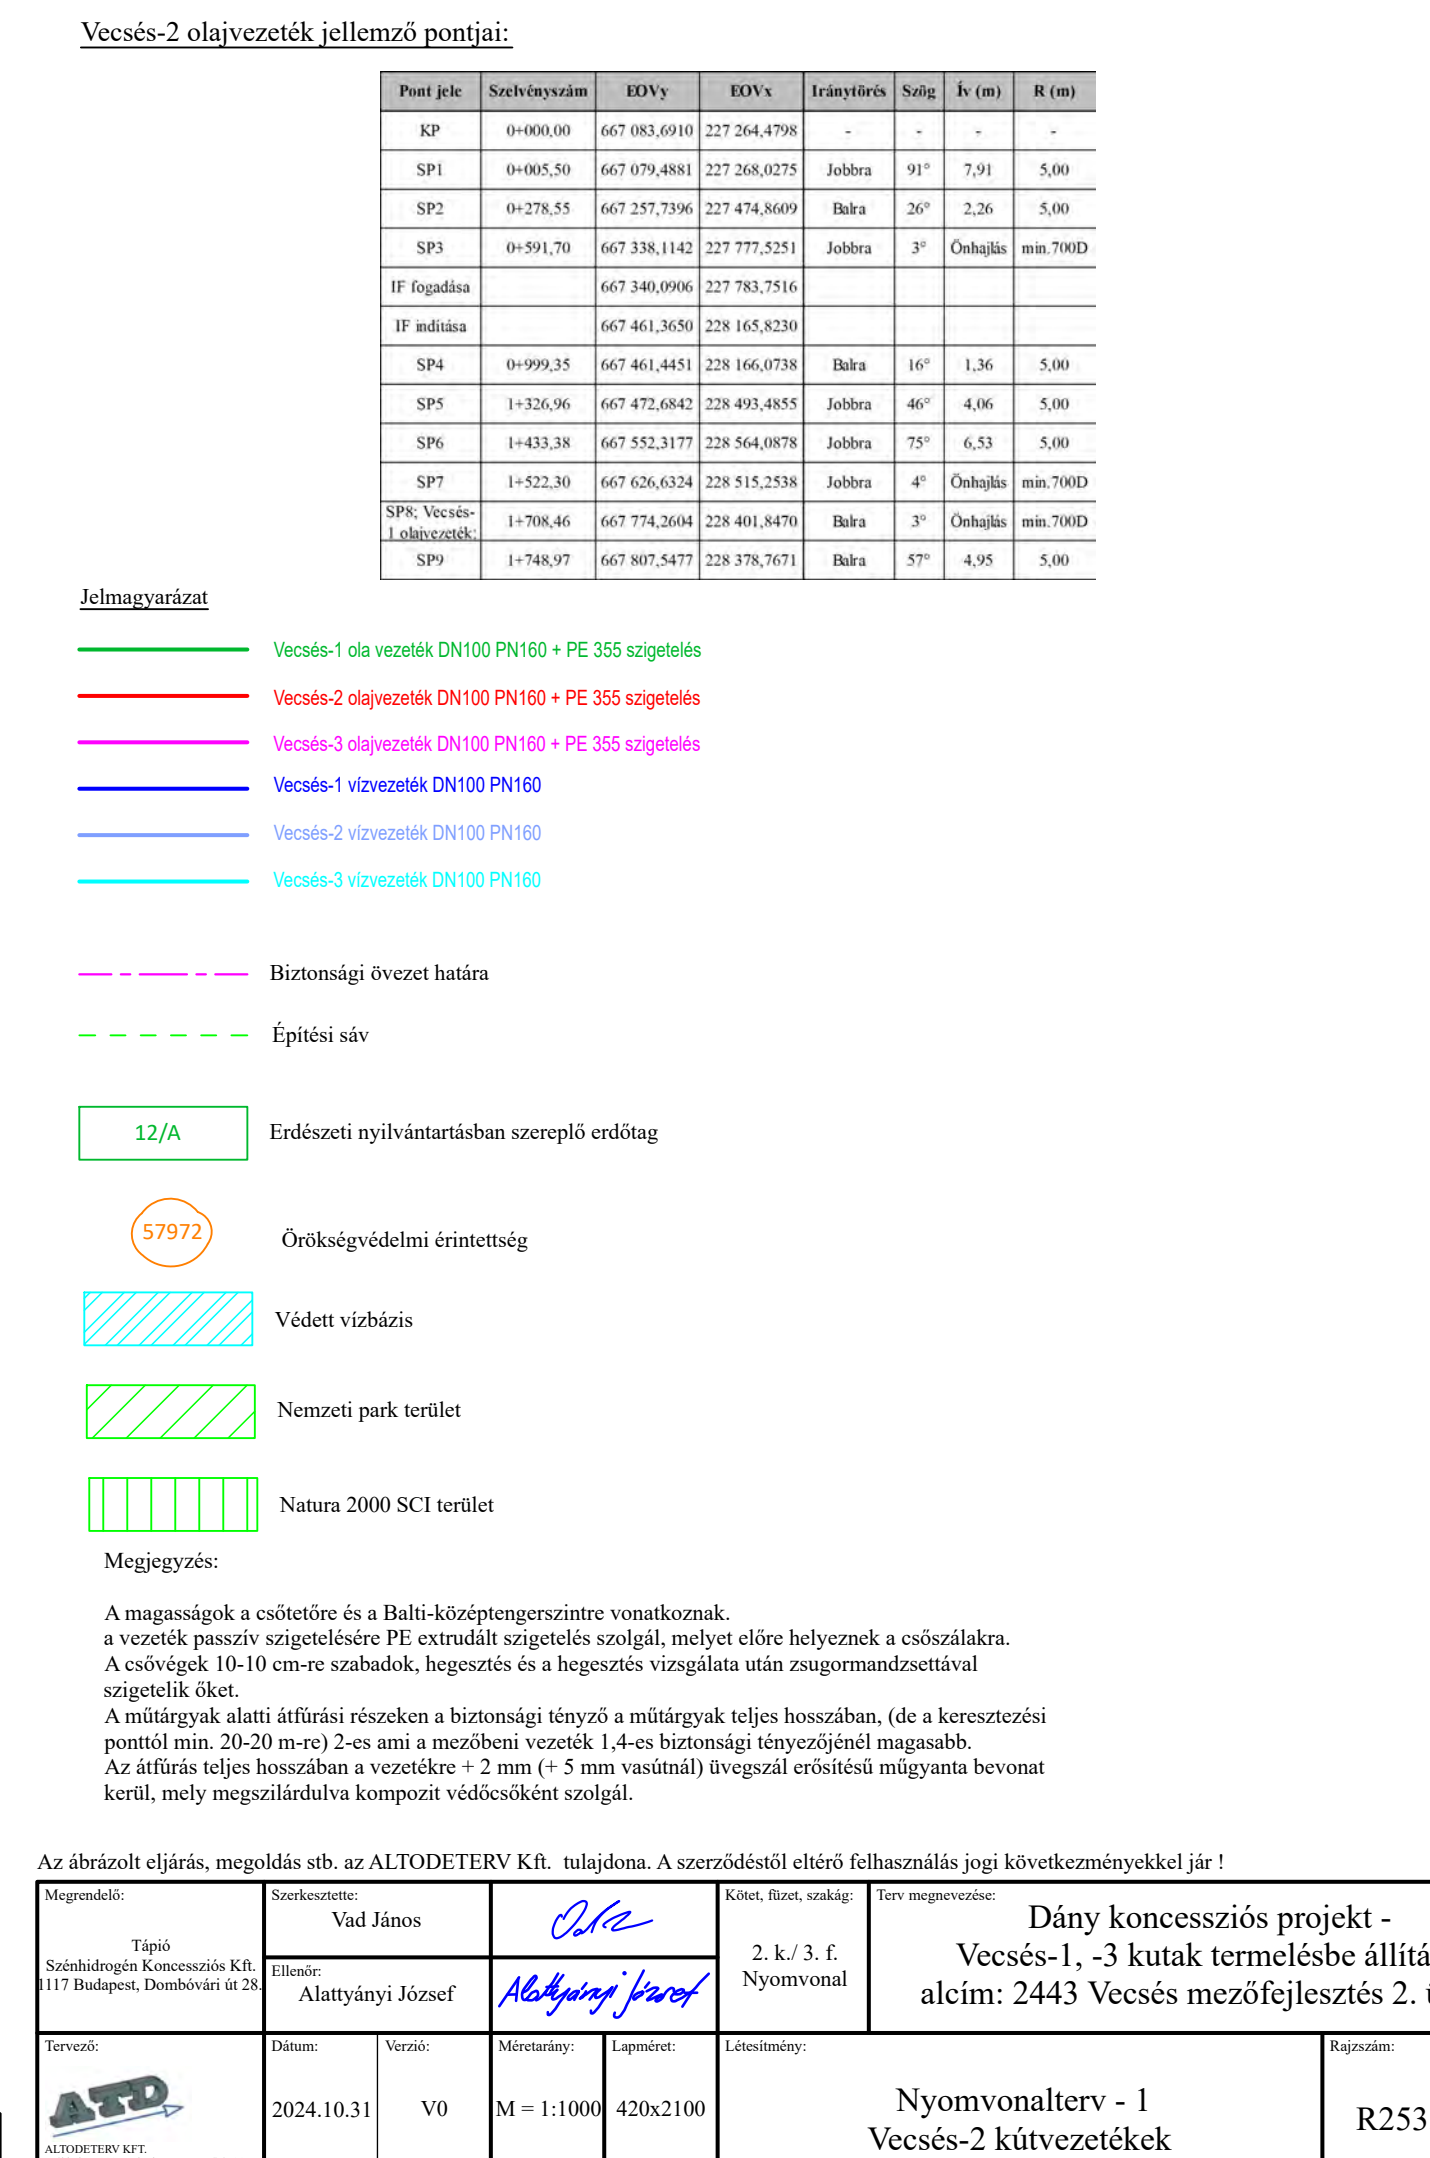 Vecsés-2 olajvezeték jellemző pontjai:
Pont jele Szelvényszám EOVy EOVx Iránytörés Szög Ív (m) R (m)
KP 0+000,00 667 083,6910 227 264,4798 - - - -
SP1 0+005,50 667 079,4881 227 268,0275 Jobbra 91° 7,91 5,00
SP2 0+278,55 667 257,7396 227 474,8609 Balra 26° 2,26 5,00
SP3 0+591,70 667 338,1142 227 777,5251 Jobbra 3° Önhajlás min.700D
IF fogadása 667 340,0906 227 783,7516
IF indítása 667 461,3650 228 165,8230
SP4 0+999,35 667 461,4451 228 166,0738 Balra 16° 1,36 5,00
SP5 1+326,96 667 472,6842 228 493,4855 Jobbra 46° 4,06 5,00
SP6 1+433,38 667 552,3177 228 564,0878 Jobbra 75° 6,53 5,00
SP7 1+522,30 667 626,6324 228 515,2538 Jobbra 4° Önhajlás min.700D
SP8; Vecsés-
1 olajvezeték; 1+708,46 667 774,2604 228 401,8470 Balra 3° Önhajlás min.700D
SP9 1+748,97 667 807,5477 228 378,7671 Balra 57° 4,95 5,00
Jelmagyarázat
Vecsés-1 ola vezeték DN100 PN160 + PE 355 szigetelés
Vecsés-2 olajvezeték DN100 PN160 + PE 355 szigetelés
Vecsés-3 olajvezeték DN100 PN160 + PE 355 szigetelés
Vecsés-1 vízvezeték DN100 PN160
Vecsés-2 vízvezeték DN100 PN160
Vecsés-3 vízvezeték DN100 PN160
Biztonsági övezet határa
Építési sáv
12/A Erdészeti nyilvántartásban szereplő erdőtag
57972 Örökségvédelmi érintettség
Védett vízbázis
Nemzeti park terület
Natura 2000 SCI terület
Megjegyzés:
A magasságok a csőtetőre és a Balti-középtengerszintre vonatkoznak.
a vezeték passzív szigetelésére PE extrudált szigetelés szolgál, melyet előre helyeznek a csőszálakra.
A csővégek 10-10 cm-re szabadok, hegesztés és a hegesztés vizsgálata után zsugormandzsettával
szigetelik őket.
A műtárgyak alatti átfúrási részeken a biztonsági tényző a műtárgyak teljes hosszában, (de a keresztezési
ponttól min. 20-20 m-re) 2-es ami a mezőbeni vezeték 1,4-es biztonsági tényezőjénél magasabb.
Az átfúrás teljes hosszában a vezetékre + 2 mm (+ 5 mm vasútnál) üvegszál erősítésű műgyanta bevonat
kerül, mely megszilárdulva kompozit védőcsőként szolgál.
Az ábrázolt eljárás, megoldás stb. az ALTODETERV Kft. tulajdona. A szerződéstől eltérő felhasználás jogi következményekkel jár !
Megrendelő:
Tápió
Szénhidrogén Koncessziós Kft.
1117 Budapest, Dombóvári út 28.
Szerkesztette:
Vad János
Ellenőr:
Alattyányi József
Alattyányi József
Kötet, füzet, szakág:
2. k./ 3. f.
Nyomvonal
Terv megnevezése:
Dány koncessziós projekt -
Vecsés-1, -3 kutak termelésbe állítá
alcím: 2443 Vecsés mezőfejlesztés 2. ü
Tervező:
ATD
ALTODETERV KFT.
Dátum:
2024.10.31
Verzió:
V0
Méretarány:
M = 1:1000
Lapméret:
420x2100
Létesítmény:
Nyomvonalterv - 1
Vecsés-2 kútvezetékek
Rajzszám:
R253